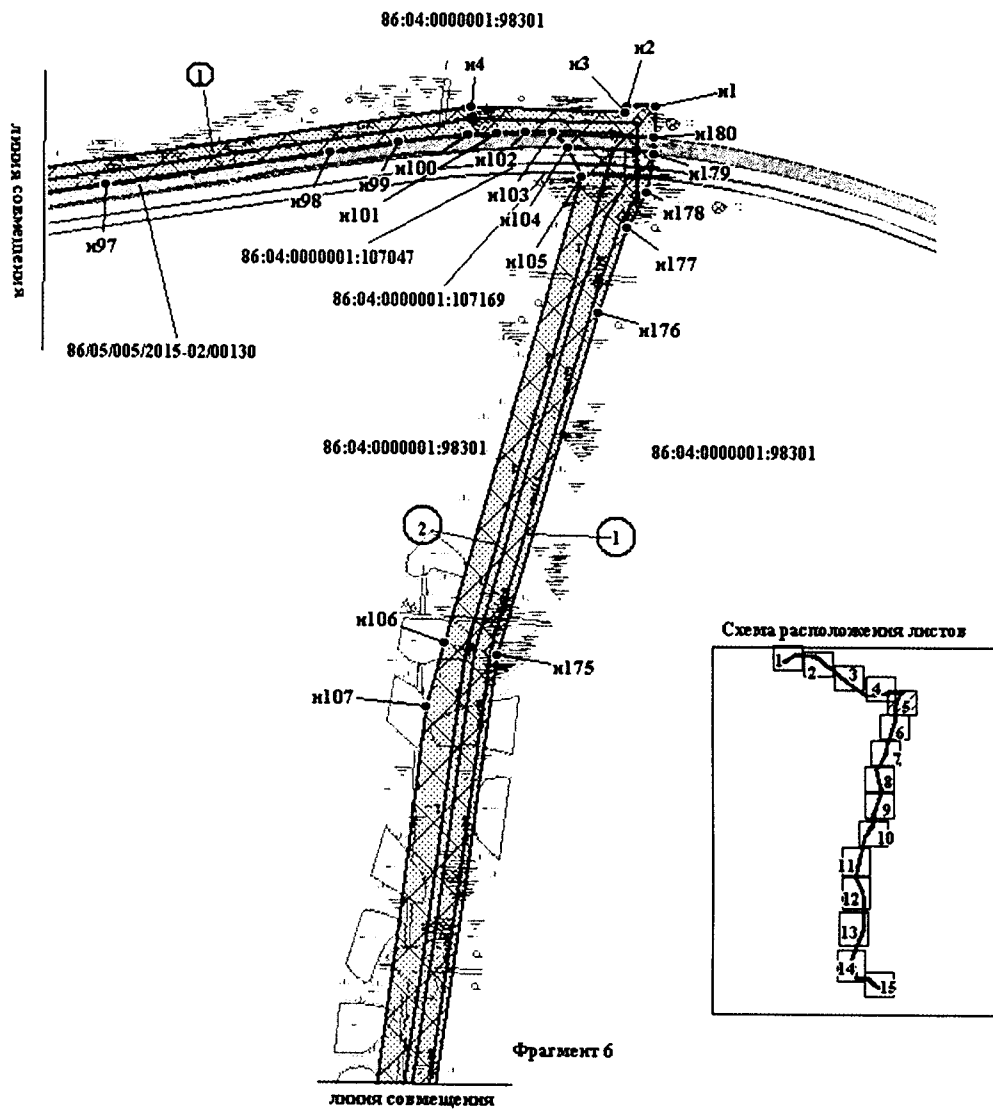 86:04:0000001:98301
1
н4
н3
н2
н1
н180
н100
н102
н99
н98
н103
н179
н101
н104
н178
н97
86:04:0000001:107047
н105
н177
линия совмещения
86:04:0000001:107169
н176
86/05/005/2015-02/00130
86:04:0000001:98301
86:04:0000001:98301
2
1
н106
н175
н107
Схема расположения листов
1
2
3
4
5
6
7
8
9
10
11
12
13
14
15
Фрагмент 6
линия совмещения